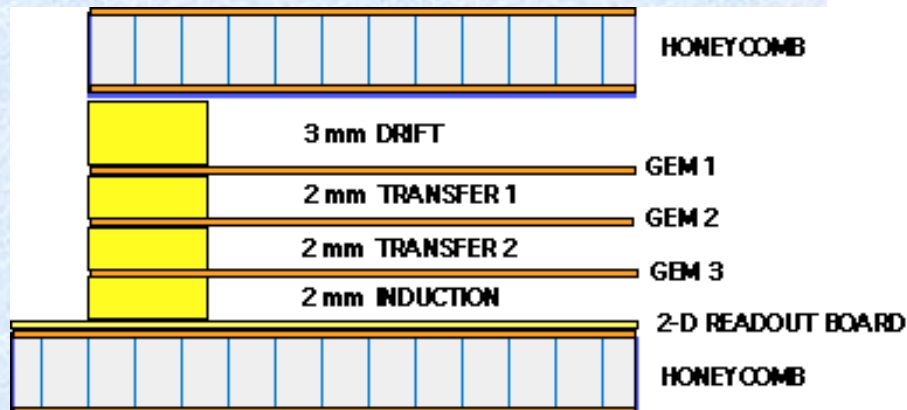 HONEYCOMB
3 mm DRIFT
GEM 1
2 mm TRANSFER 1
GEM 2
2 mm TRANSFER 2
GEM 3
2 mm INDUCTION
2-D READOUT BOARD
HONEYCOMB